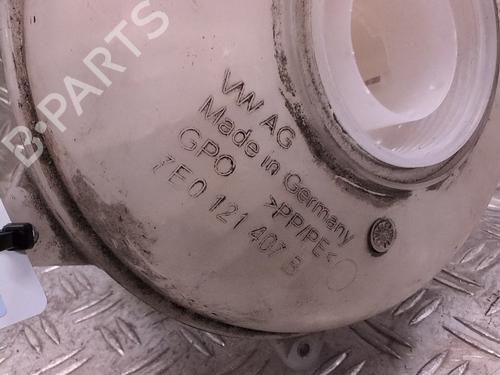 B·PARTS
VW AG
Made in Germany
GPO >PP/PE<
7E0 121 407 B